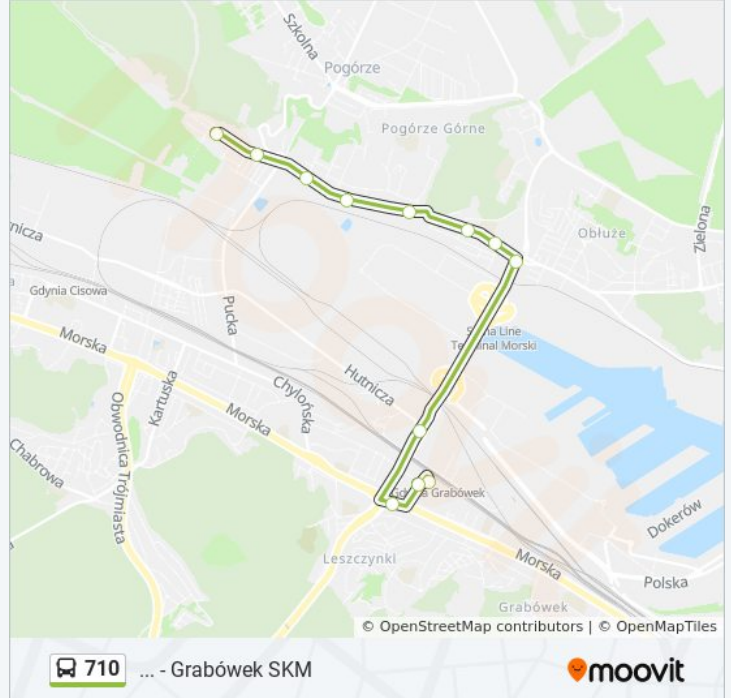 Szkolna
Pogórze
Pogórze Górne
Zielona
Obłuże
nicza
Gdynia Cisowa
Pucka
Stena Line
Terminal Morski
Morska
Hutnicza
Kartuska
Chylońska
Morska
Obwodnica Trójmiasta
Chabrowa
Gdynia Grabówek
Dokerów
Leszczynki
Morska
Polska
Grabówek
© OpenStreetMap contributors | © OpenMapTiles
710 ... - Grabówek SKM
moovit